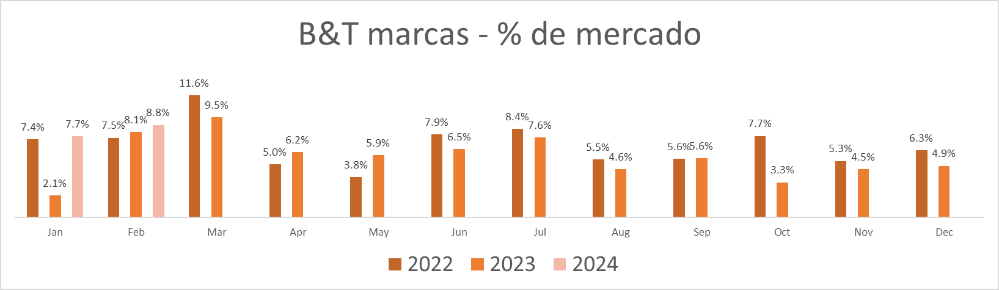 B&T marcas - % de mercado
7.4% 2.1% 7.7% 7.5% 8.1% 8.8% 11.6% 9.5% 5.0% 6.2% 3.8% 5.9% 7.9% 6.5% 8.4% 7.6% 5.5% 4.6% 5.6% 5.6% 7.7% 3.3% 5.3% 4.5% 6.3% 4.9%
Jan Feb Mar Apr May Jun Jul Aug Sep Oct Nov Dec
2022 2023 2024